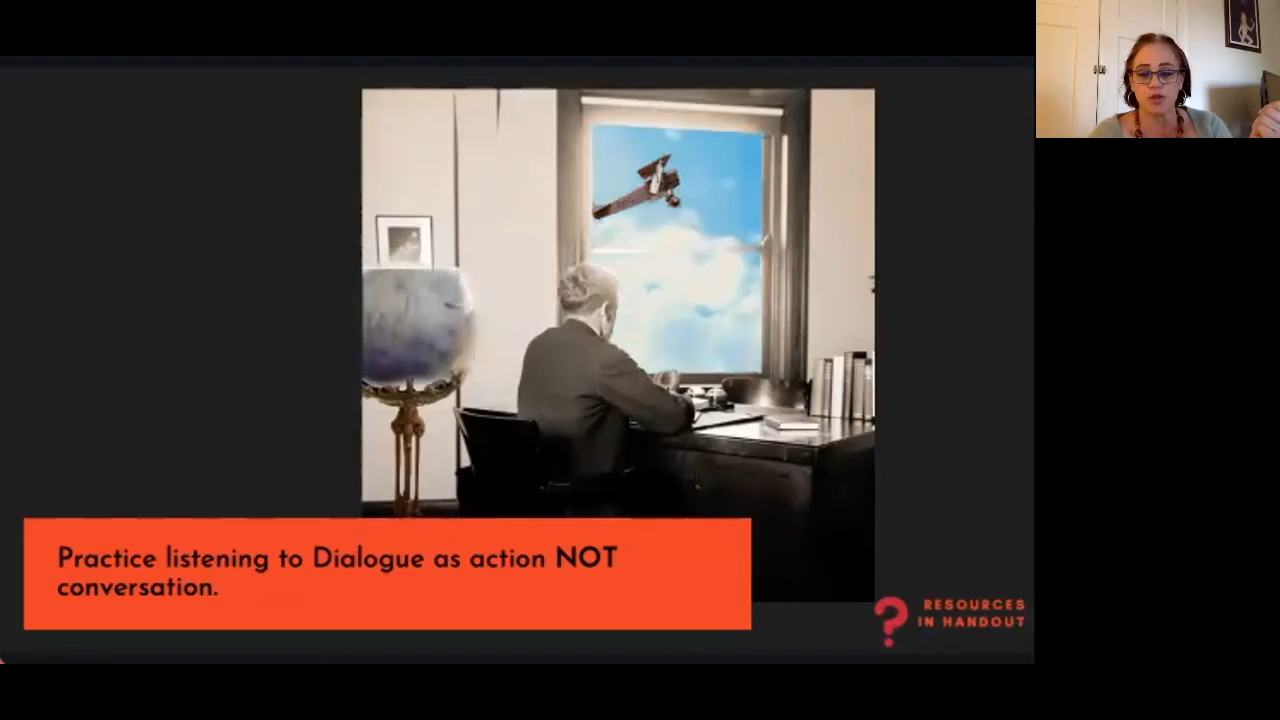 Practice listening to Dialogue as action NOT
conversation.
RESOURCES
IN HANDOUT